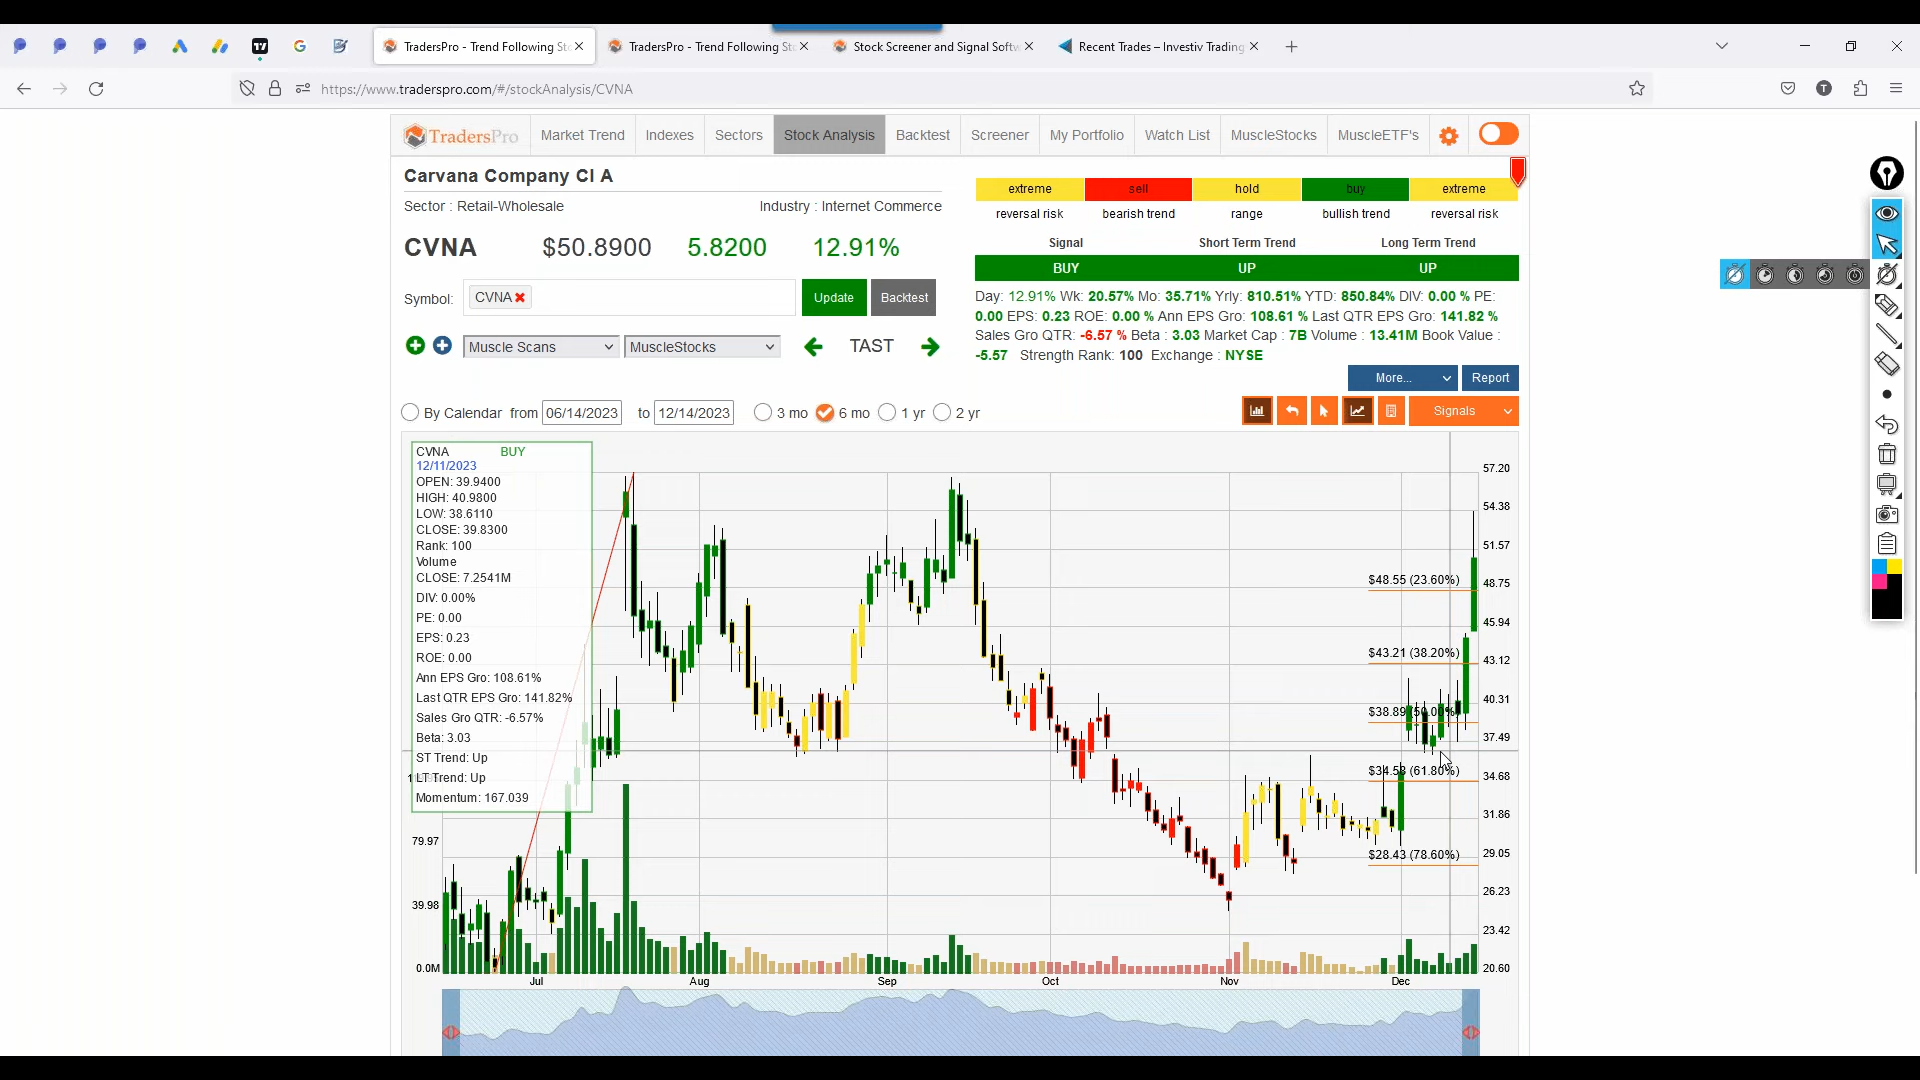 TradersPro - Trend Following St
TradersPro - Trend Following St
Stock Screener and Signal Softw
Recent Trades – Investiv Trading
https://www.traderspro.com/#/stockAnalysis/CVNA
TradersPro
Market Trend
Indexes
Sectors
Stock Analysis
Backtest
Screener
My Portfolio
Watch List
MuscleStocks
MuscleETF's
Carvana Company Cl A
Sector : Retail-Wholesale
Industry : Internet Commerce
CVNA $50.8900 5.8200 12.91%
Symbol: CVNA
Update
Backtest
Muscle Scans
MuscleStocks
TAST
extreme sell hold buy extreme
reversal risk bearish trend range bullish trend reversal risk
Signal Short Term Trend Long Term Trend
BUY UP UP
Day: 12.91% Wk: 20.57% Mo: 35.71% Yrly: 810.51% YTD: 850.84% DIV: 0.00 % PE:
0.00 EPS: 0.23 ROE: 0.00 % Ann EPS Gro: 108.61 % Last QTR EPS Gro: 141.82 %
Sales Gro QTR: -6.57 % Beta : 3.03 Market Cap : 7B Volume : 13.41M Book Value :
-5.57 Strength Rank: 100 Exchange : NYSE
More... Report
By Calendar from 06/14/2023 to 12/14/2023 3 mo 6 mo 1 yr 2 yr
Signals
CVNA BUY
12/11/2023
OPEN: 39.9400
HIGH: 40.9800
LOW: 38.6110
CLOSE: 39.8300
Rank: 100
Volume
CLOSE: 7.2541M
DIV: 0.00%
PE: 0.00
EPS: 0.23
ROE: 0.00
Ann EPS Gro: 108.61%
Last QTR EPS Gro: 141.82%
Sales Gro QTR: -6.57%
Beta: 3.03
ST Trend: Up
LT Trend: Up
Momentum: 167.039
79.97
39.98
0.0M
$48.55 (23.60%)
$43.21 (38.20%)
$38.89 (50.00%)
$34.58 (61.80%)
$28.43 (78.60%)
57.20
54.38
51.57
48.75
45.94
43.12
40.31
37.49
34.68
31.86
29.05
26.23
23.42
20.60
Jul Aug Sep Oct Nov Dec